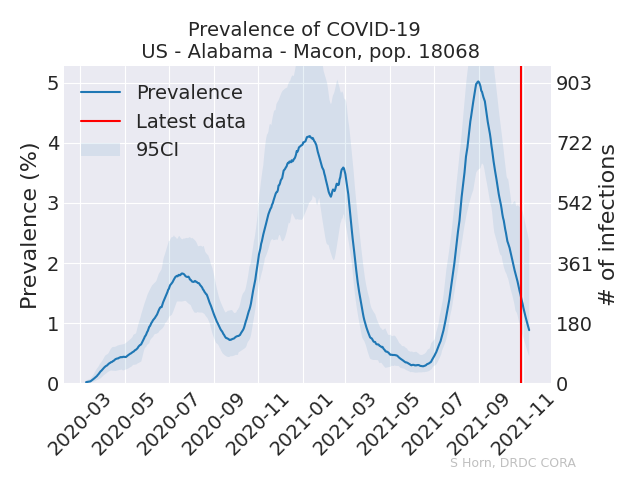 Prevalence of COVID-19
US - Alabama - Macon, pop. 18068
Prevalence
Latest data
95CI
Prevalence (%)
5
4
3
2
1
0
903
722
542
361
180
0
# of infections
2020-03
2020-05
2020-07
2020-09
2020-11
2021-01
2021-03
2021-05
2021-07
2021-09
2021-11
S Horn, DRDC CORA